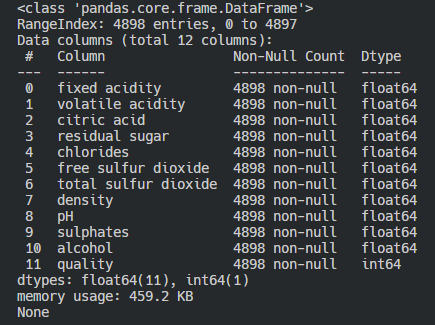 <class 'pandas.core.frame.DataFrame'>
RangeIndex: 4898 entries, 0 to 4897
Data columns (total 12 columns):
 #   Column                Non-Null Count  Dtype
---  ------                --------------  -----
 0   fixed acidity         4898 non-null   float64
 1   volatile acidity      4898 non-null   float64
 2   citric acid           4898 non-null   float64
 3   residual sugar        4898 non-null   float64
 4   chlorides             4898 non-null   float64
 5   free sulfur dioxide   4898 non-null   float64
 6   total sulfur dioxide  4898 non-null   float64
 7   density               4898 non-null   float64
 8   pH                    4898 non-null   float64
 9   sulphates             4898 non-null   float64
 10  alcohol               4898 non-null   float64
 11  quality               4898 non-null   int64
dtypes: float64(11), int64(1)
memory usage: 459.2 KB
None